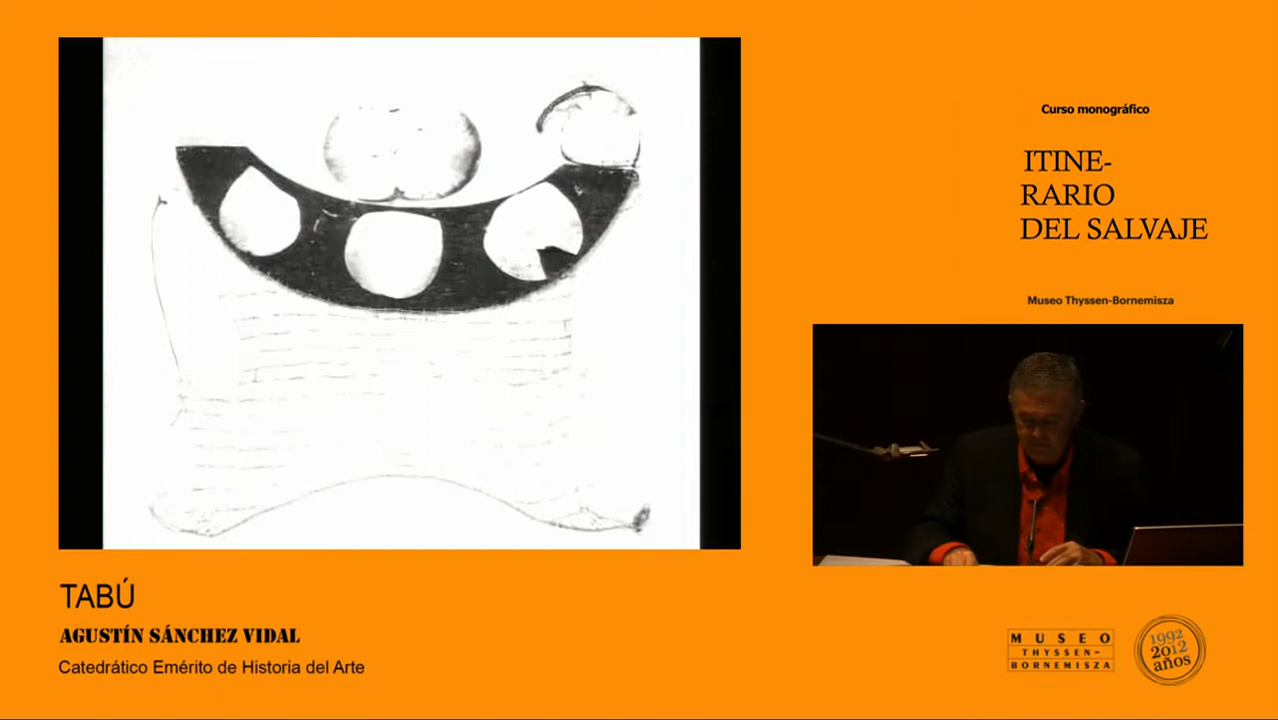 Curso monográfico
ITINE-
RARIO
DEL SALVAJE
Museo Thyssen-Bornemisza
TABÚ
AGUSTÍN SÁNCHEZ VIDAL
Catedrático Emérito de Historia del Arte
MUSEO
THYSSEN-
BORNEMISZA
1992
2012
años